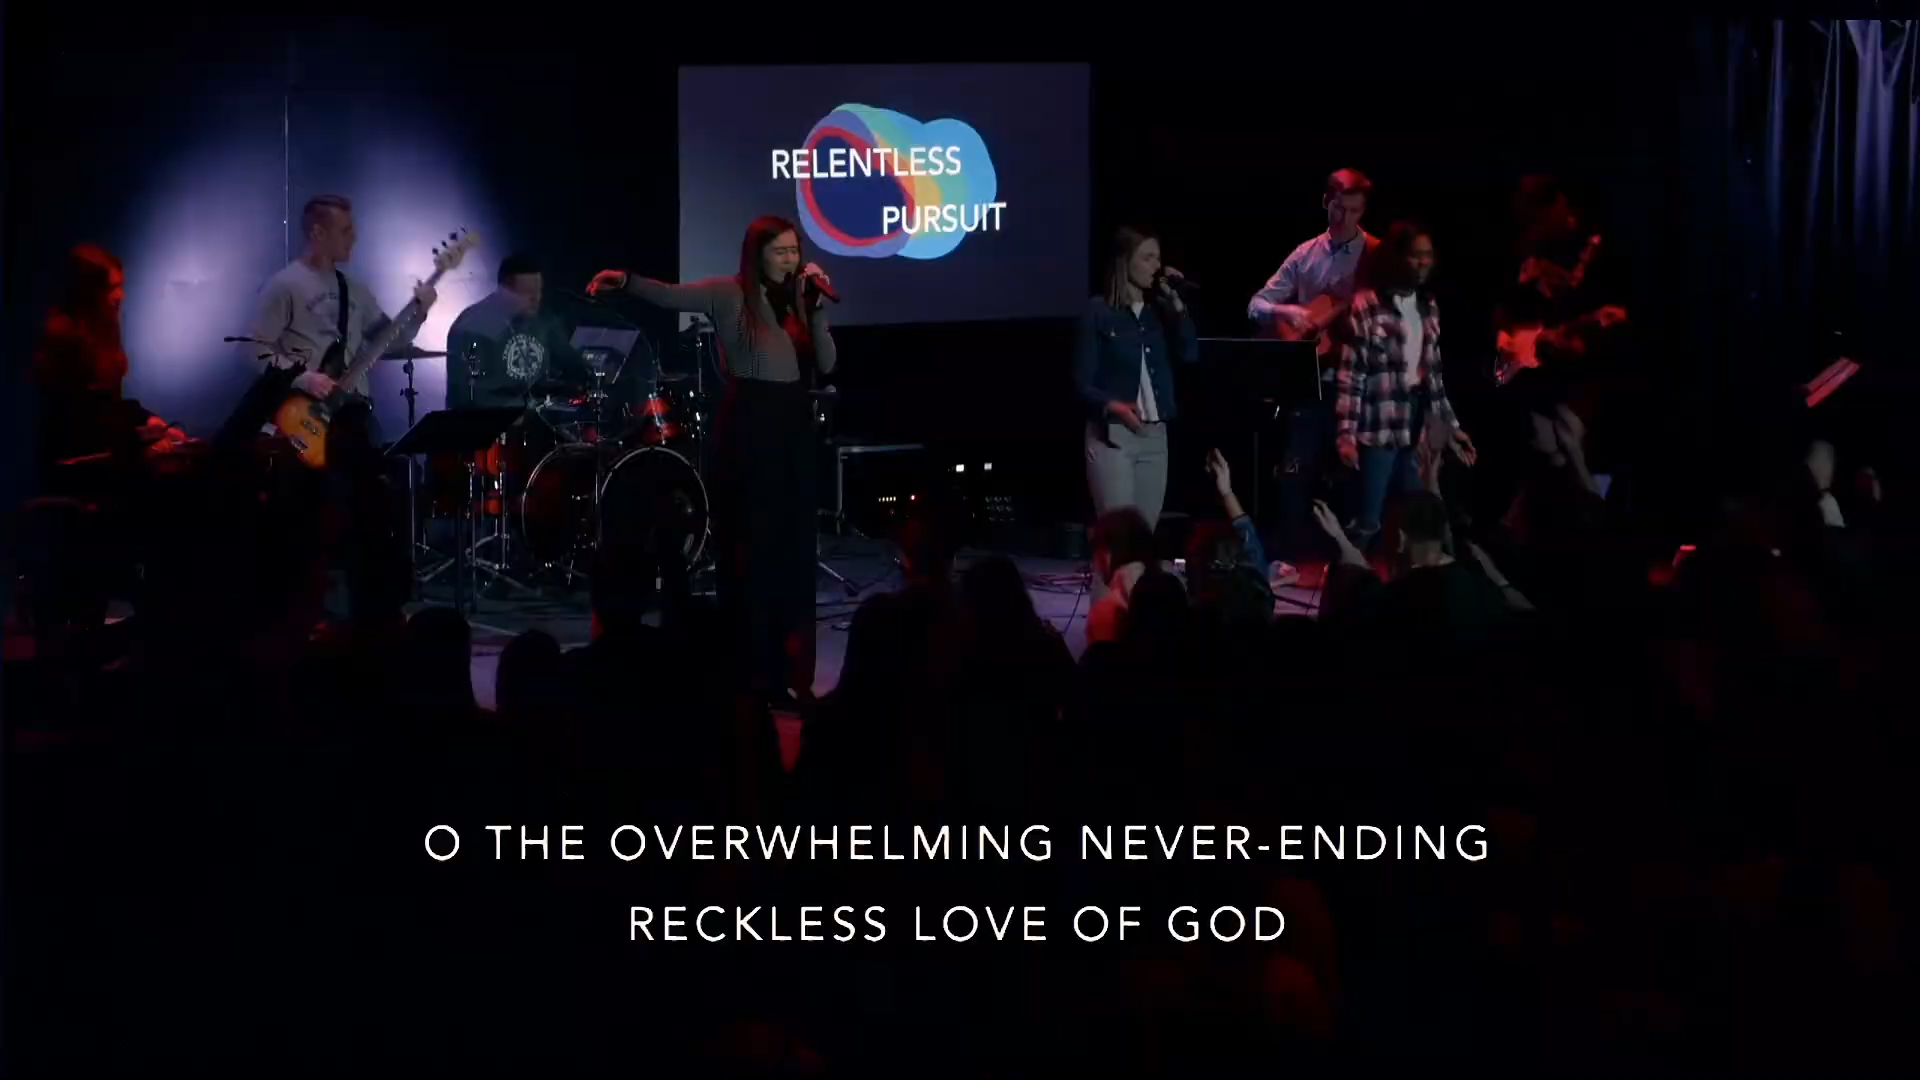 RELENTLESS
PURSUIT
O THE OVERWHELMING NEVER-ENDING
RECKLESS LOVE OF GOD